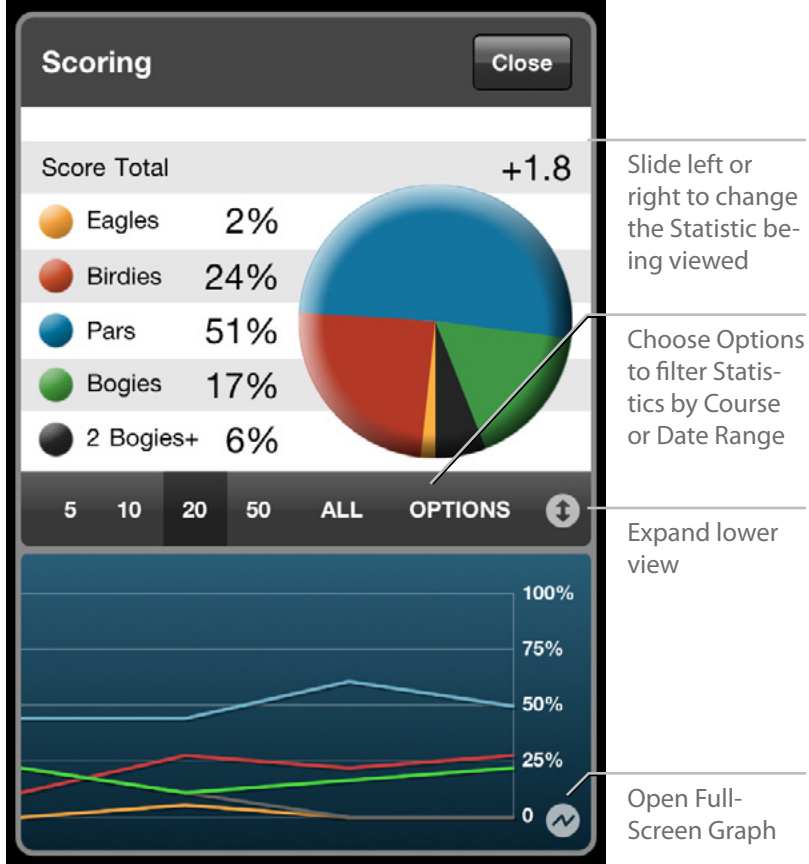 Scoring
Close
Score Total +1.8
Eagles 2%
Birdies 24%
Pars 51%
Bogies 17%
2 Bogies+ 6%
5 10 20 50 ALL OPTIONS
100%
75%
50%
25%
0
Slide left or
right to change
the Statistic be-
ing viewed
Choose Options
to filter Statis-
tics by Course
or Date Range
Expand lower
view
Open Full-
Screen Graph